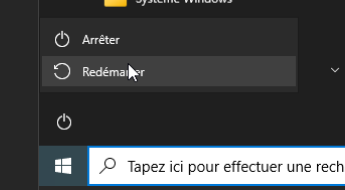 Système Windows
Arrêter
Redémarrer
Tapez ici pour effectuer une rech